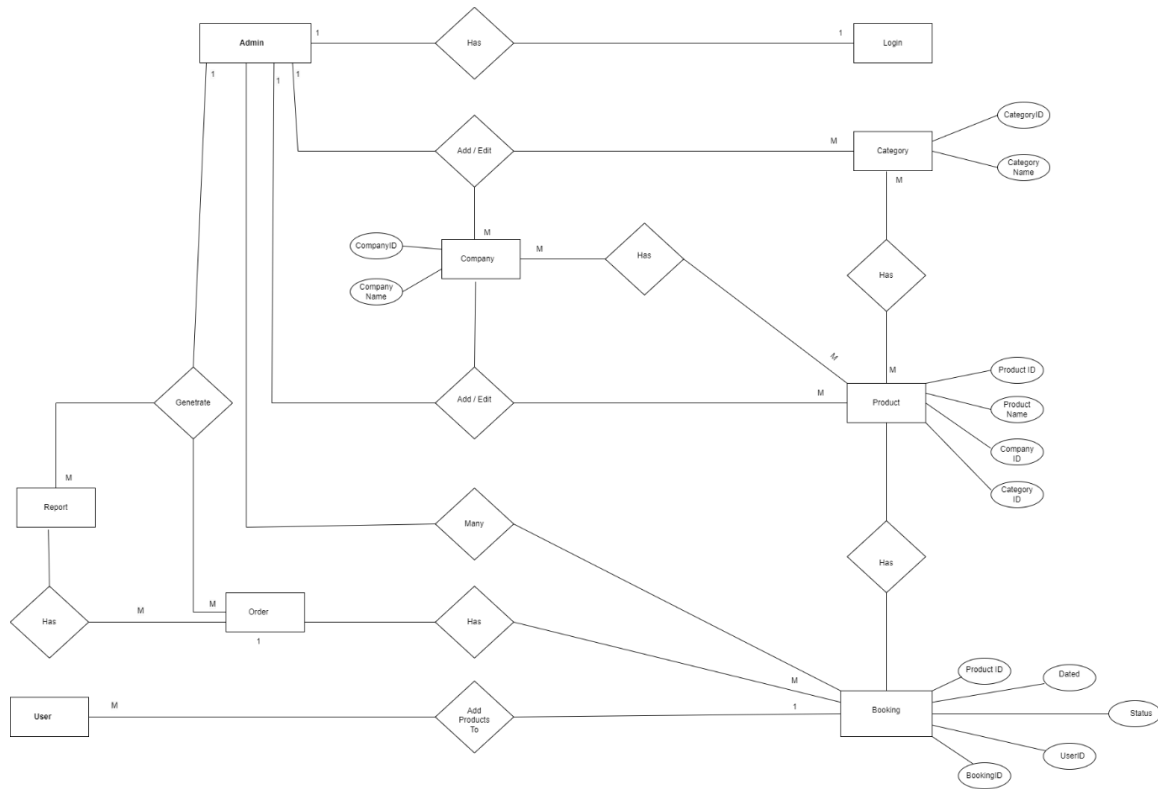 Admin
1
Has
1
Login
1
1
1
CategoryID
Add / Edit
M
Category
Category
Name
M
M
CompanyID
M
Company
Has
Company
Name
Has
M
M
Product ID
Genetrate
Add / Edit
M
Product
Product
Name
Company
ID
M
Category
ID
Report
Many
Has
M
M
Order
Has
Has
1
Product ID
Dated
M
User
M
Add
Products
To
1
Booking
Status
UserID
BookingID